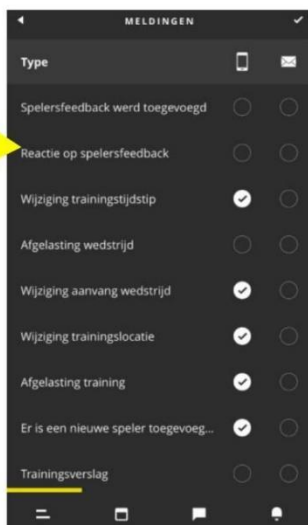 MELDINGEN
Type
Spelersfeedback werd toegevoegd
Reactie op spelersfeedback
Wijziging trainingstijdstip
Afgelasting wedstrijd
Wijziging aanvang wedstrijd
Wijziging trainingslocatie
Afgelasting training
Er is een nieuwe speler toegevoeg...
Trainingsverslag